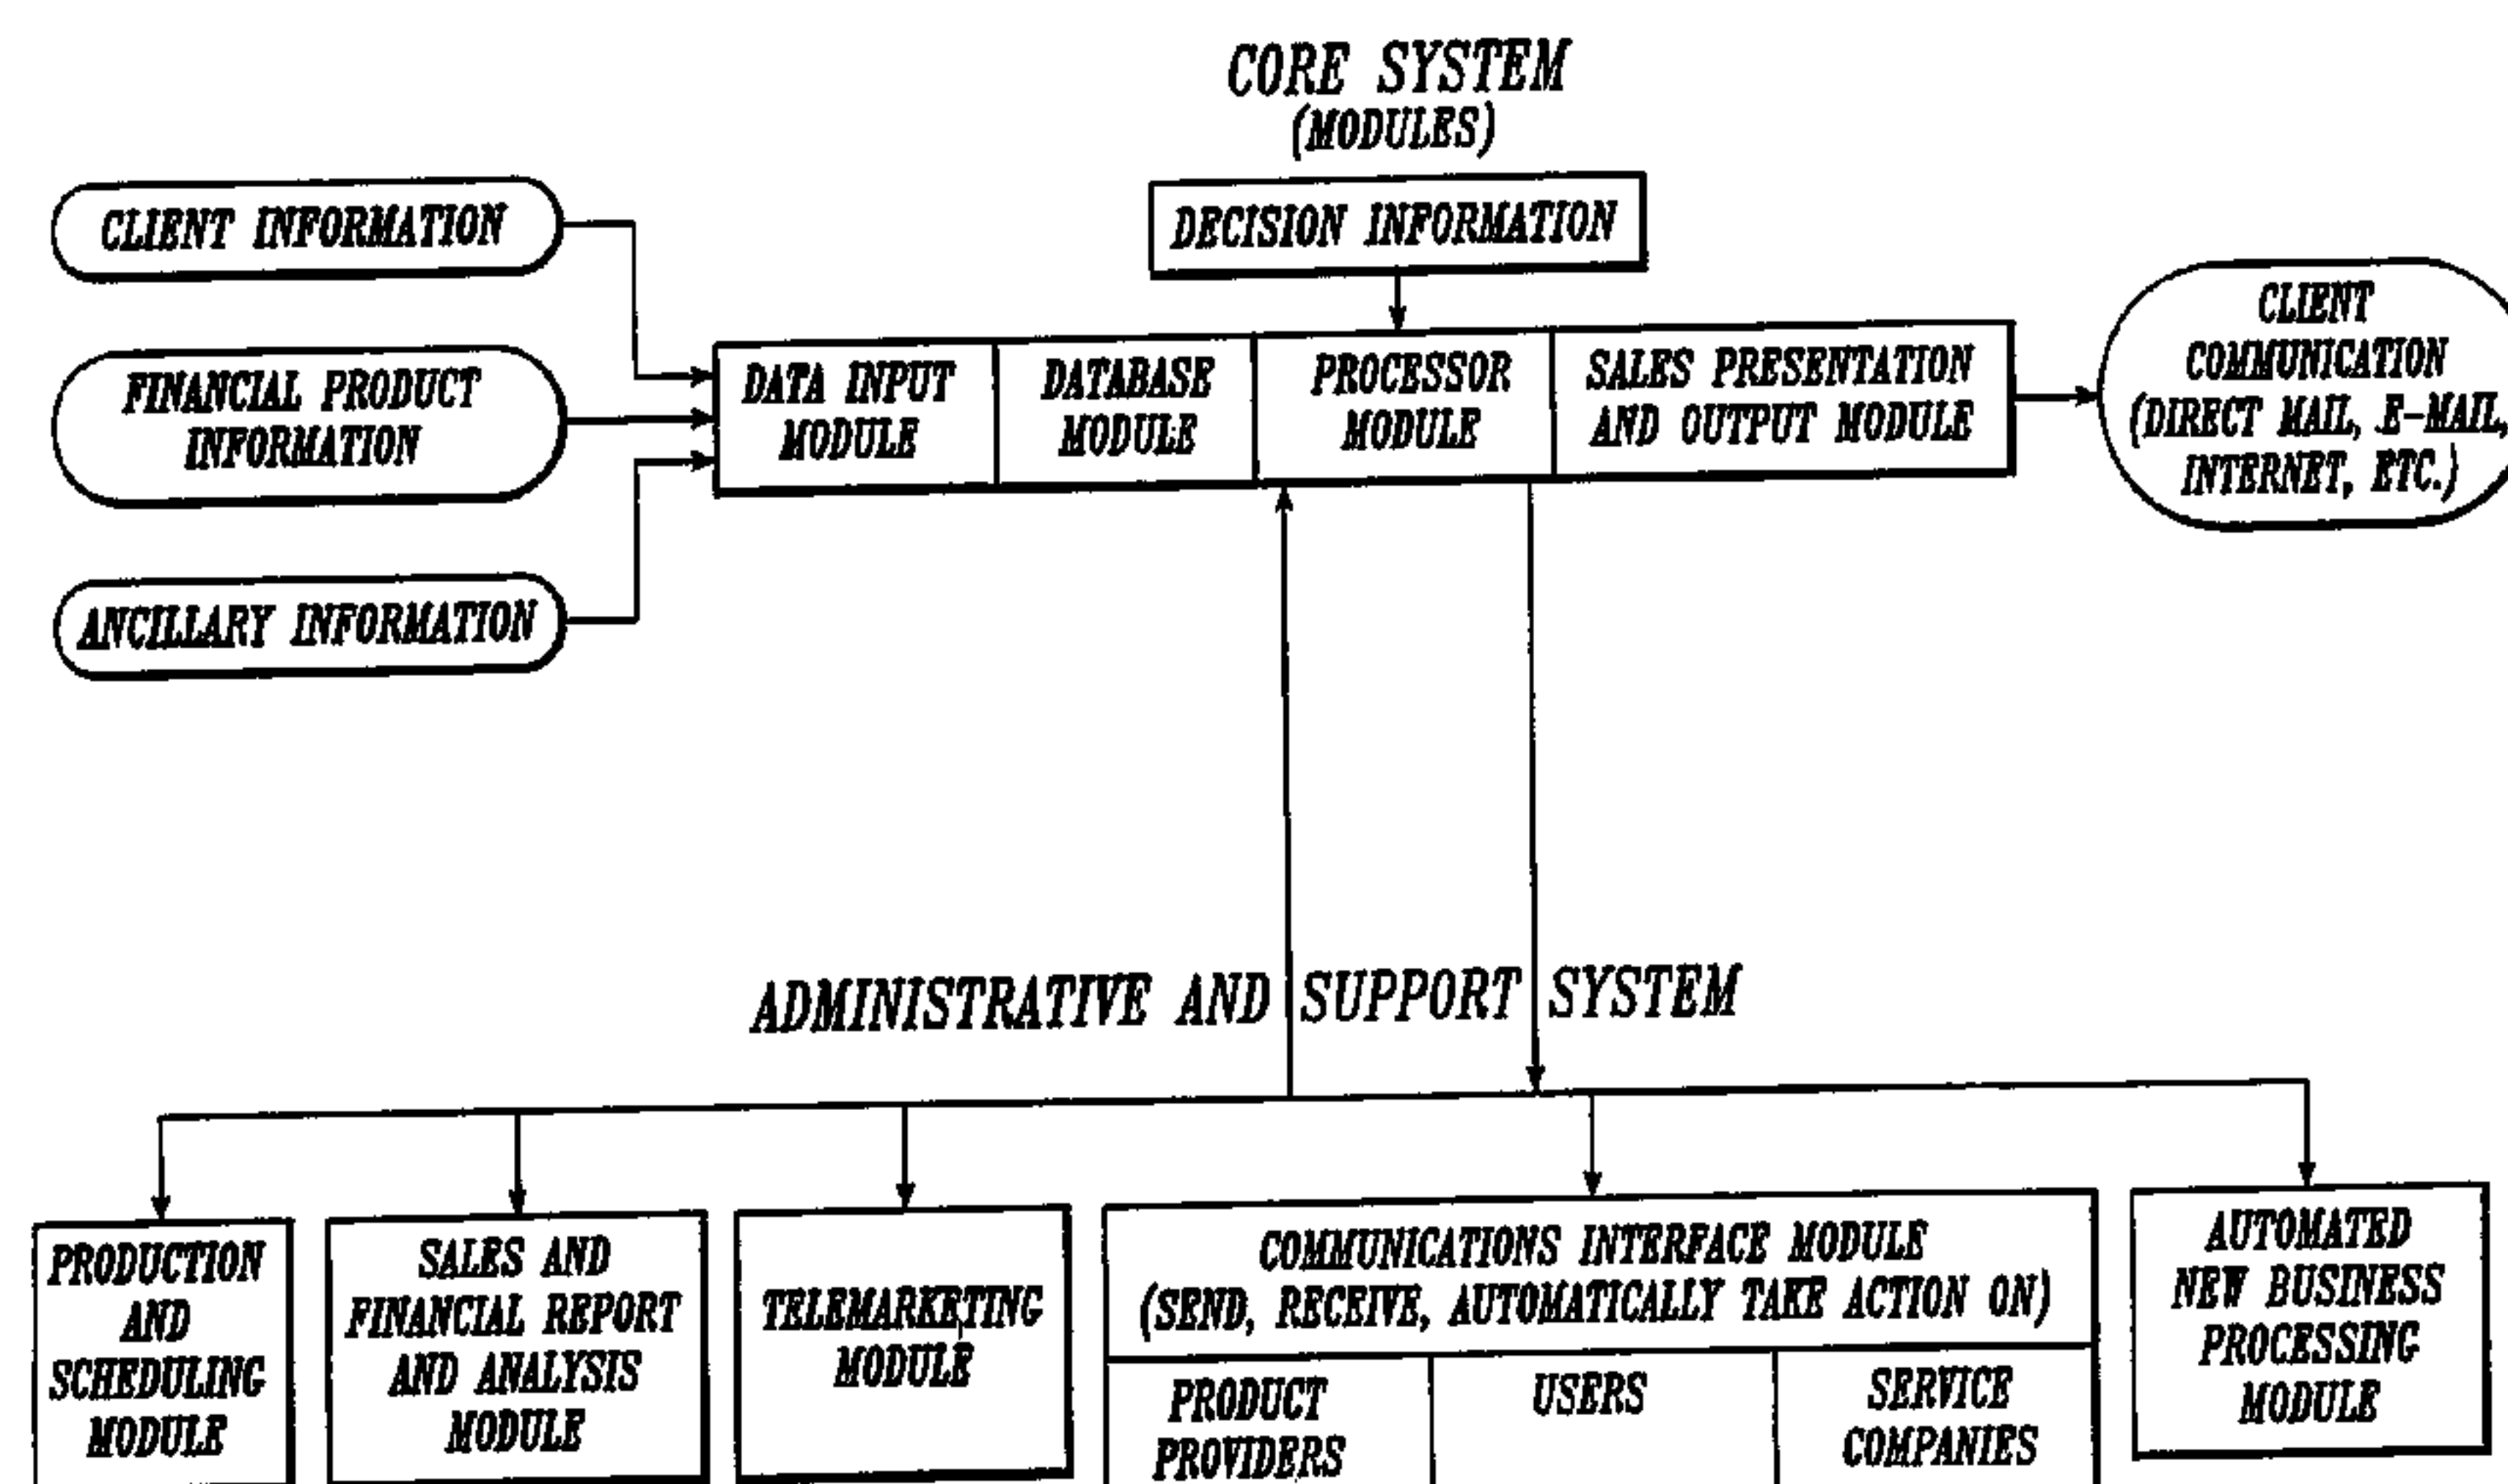 CORE SYSTEM
(MODULES)
CLIENT INFORMATION
DECISION INFORMATION
FINANCIAL PRODUCT
INFORMATION
ANCILLARY INFORMATION
DATA INPUT
MODULE
DATABASE
MODULE
PROCESSOR
MODULE
SALES PRESENTATION
AND OUTPUT MODULE
CLIENT
COMMUNICATION
(DIRECT MAIL, E-MAIL,
INTERNET, ETC.)
ADMINISTRATIVE AND SUPPORT SYSTEM
PRODUCTION
AND
SCHEDULING
MODULE
SALES AND
FINANCIAL REPORT
AND ANALYSIS
MODULE
TELEMARKETING
MODULE
COMMUNICATIONS INTERFACE MODULE
(SEND, RECEIVE, AUTOMATICALLY TAKE ACTION ON)
PRODUCT
PROVIDERS
USERS
SERVICE
COMPANIES
AUTOMATED
NEW BUSINESS
PROCESSING
MODULE